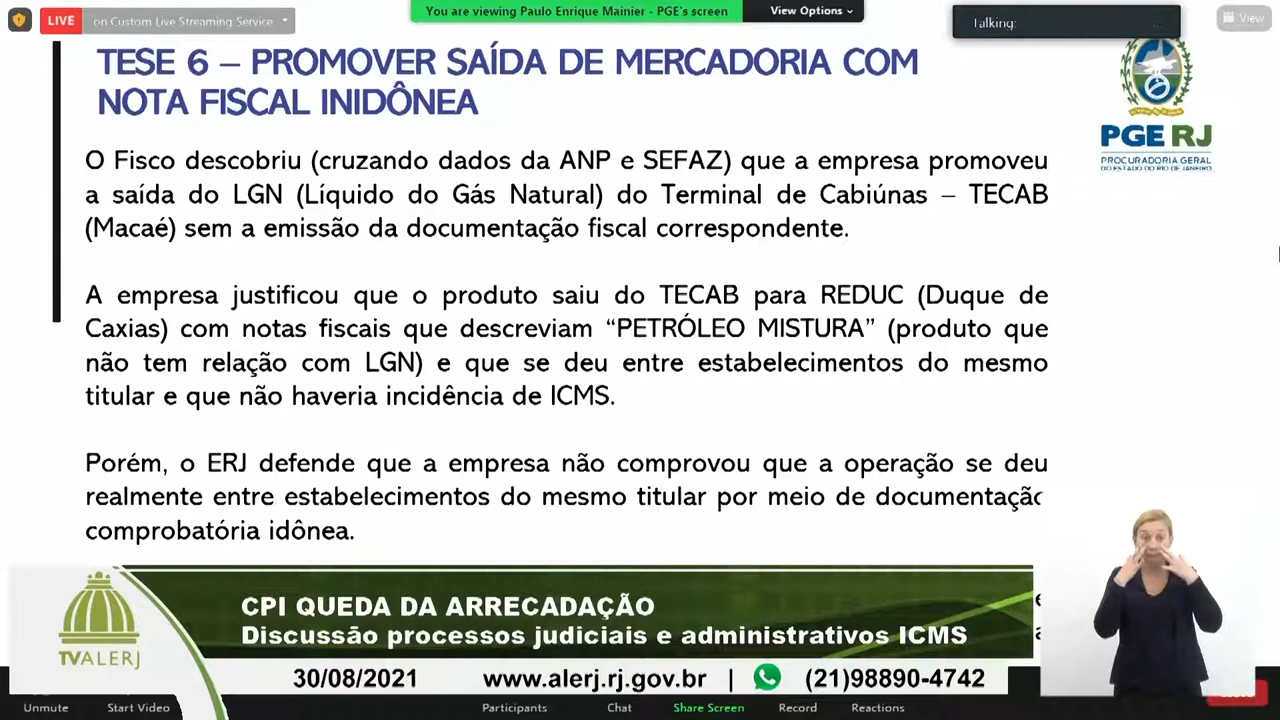 LIVE
on Custom Live Streaming Service
You are viewing Paulo Enrique Mainier - PGE's screen
View Options
Talking:
View
TESE 6 – PROMOVER SAÍDA DE MERCADORIA COM
NOTA FISCAL INIDÔNEA
PGE RJ
PROCURADORIA GERAL
DO ESTADO DO RIO DE JANEIRO
O Fisco descobriu (cruzando dados da ANP e SEFAZ) que a empresa promoveu
a saída do LGN (Líquido do Gás Natural) do Terminal de Cabiúnas – TECAB
(Macaé) sem a emissão da documentação fiscal correspondente.
A empresa justificou que o produto saiu do TECAB para REDUC (Duque de
Caxias) com notas fiscais que descreviam “PETRÓLEO MISTURA” (produto que
não tem relação com LGN) e que se deu entre estabelecimentos do mesmo
titular e que não haveria incidência de ICMS.
Porém, o ERJ defende que a empresa não comprovou que a operação se deu
realmente entre estabelecimentos do mesmo titular por meio de documentação
comprobatória idônea.
TVALERJ
CPI QUEDA DA ARRECADAÇÃO
Discussão processos judiciais e administrativos ICMS
30/08/2021 www.alerj.rj.gov.br | (21)98890-4742
Unmute Start Video Participants Chat Share Screen Record Reactions